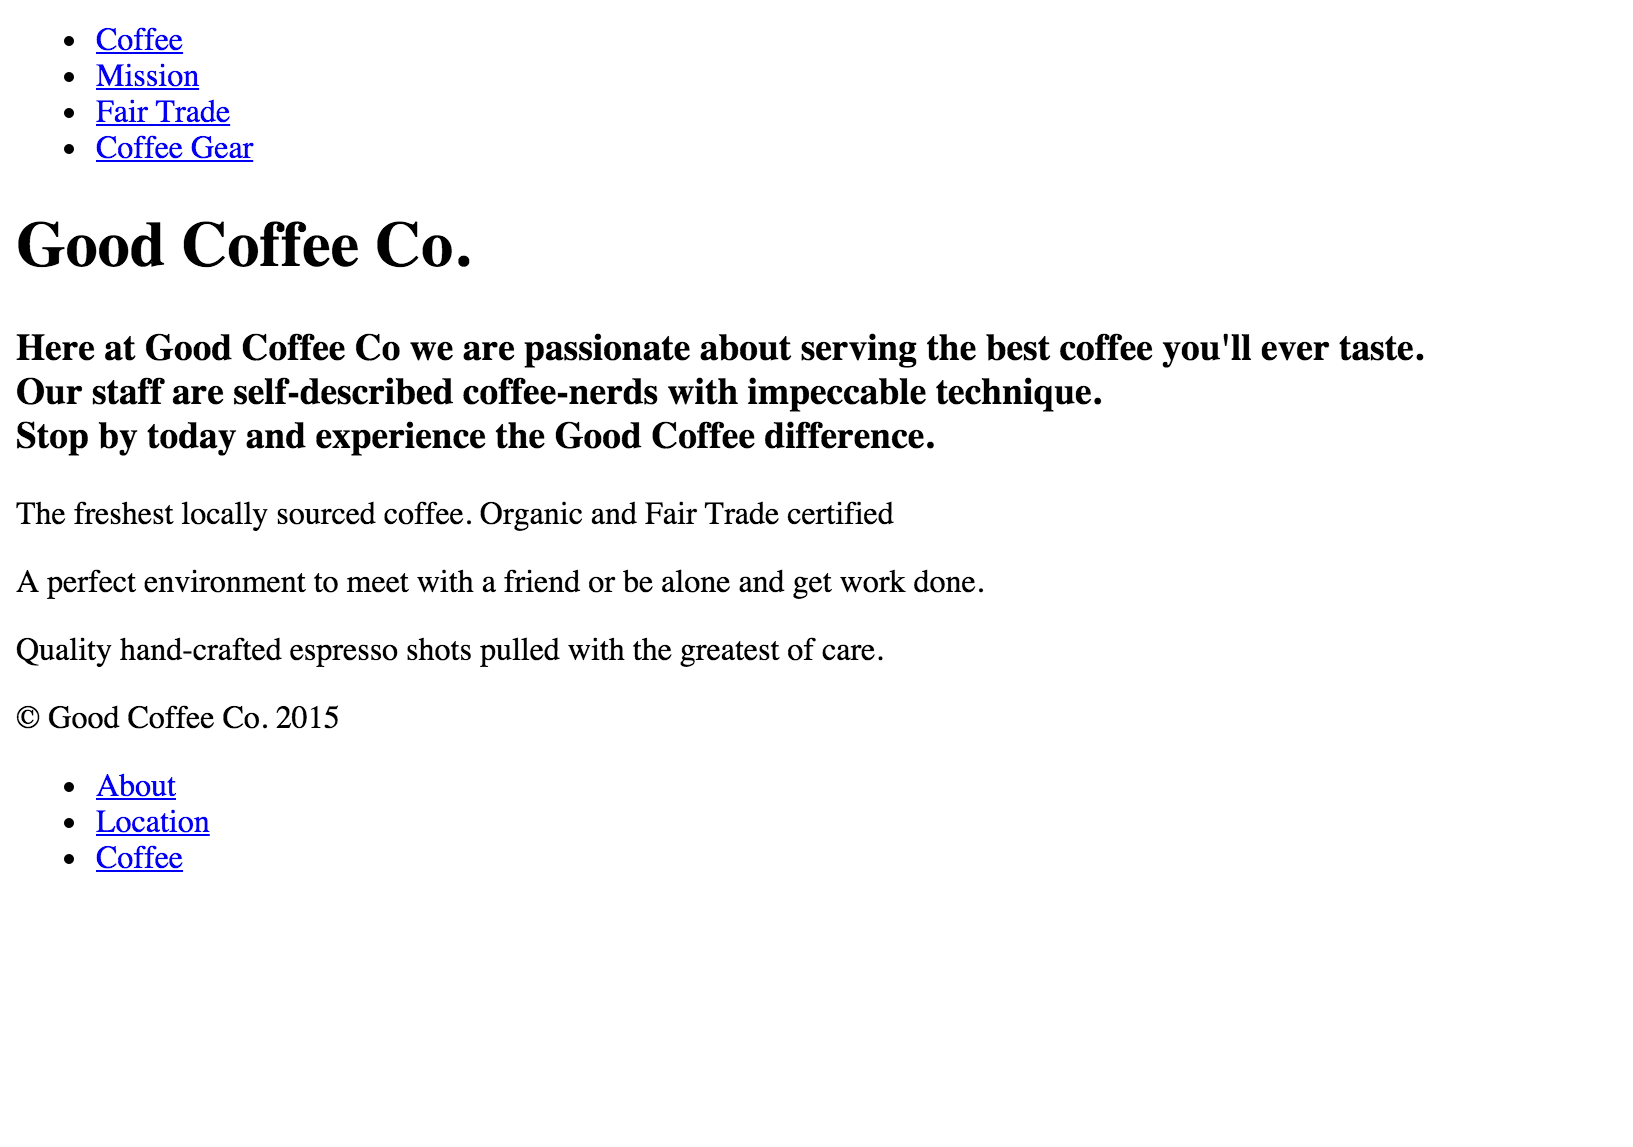 Coffee
Mission
Fair Trade
Coffee Gear
Good Coffee Co.
Here at Good Coffee Co we are passionate about serving the best coffee you'll ever taste.
Our staff are self-described coffee-nerds with impeccable technique.
Stop by today and experience the Good Coffee difference.
The freshest locally sourced coffee. Organic and Fair Trade certified
A perfect environment to meet with a friend or be alone and get work done.
Quality hand-crafted espresso shots pulled with the greatest of care.
© Good Coffee Co. 2015
About
Location
Coffee